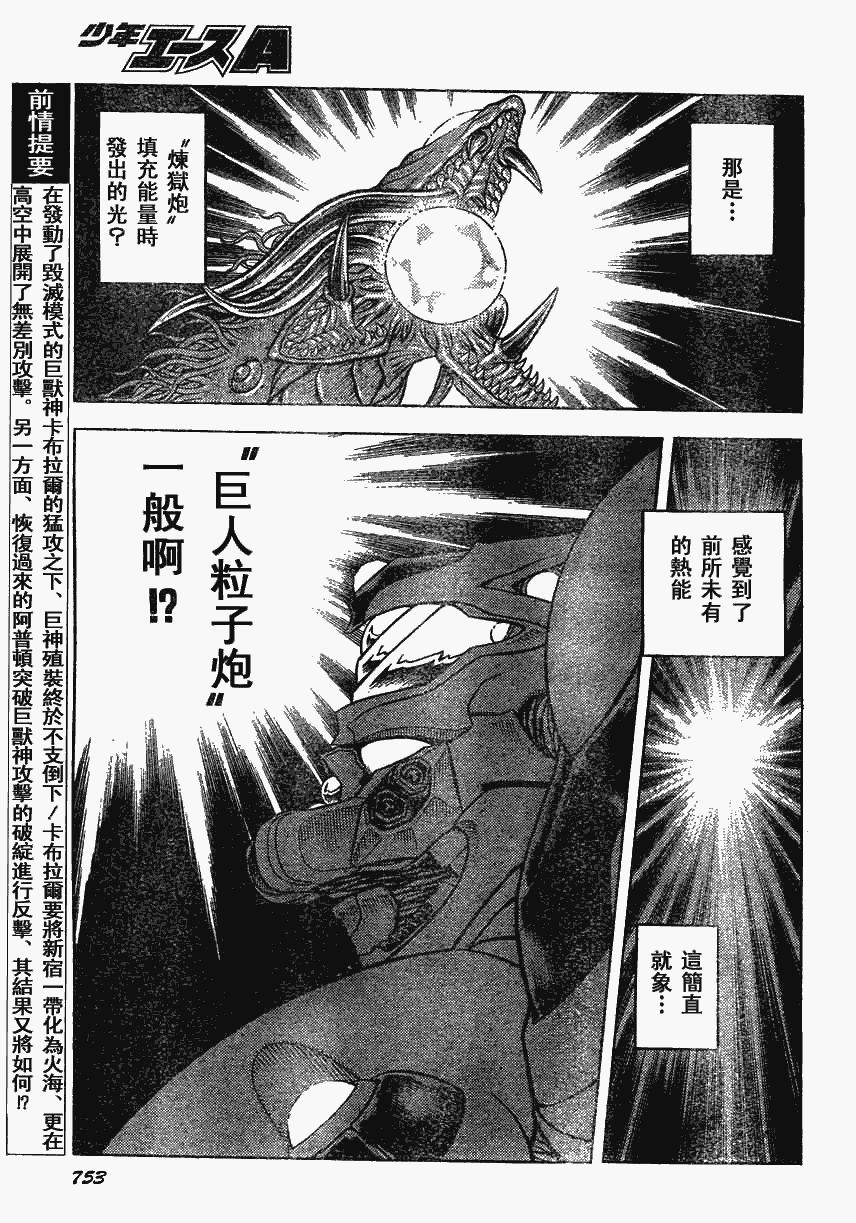 少年エースA
那是…
〝煉獄炮〞
填充能量時
發出的光？
感覺到了
前所未有
的熱能
這簡直
就象…
〝巨人粒子炮〞
一般啊!?
前情提要
在發動了毀滅模式的巨獸神卡布拉爾的猛攻之下、巨神殖裝終於不支倒下！卡布拉爾要將新宿一帶化為火海、更在
高空中展開了無差別攻擊。另一方面、恢復過來的阿普頓突破巨獸神攻擊的破綻進行反擊、其結果又將如何!?
753